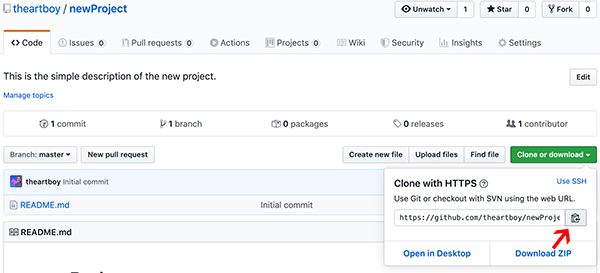 theartboy / newProject
Unwatch 1 Star 0 Fork 0
Code Issues 0 Pull requests 0 Actions Projects 0 Wiki Security Insights Settings
This is the simple description of the new project. Edit
Manage topics
1 commit 1 branch 0 packages 0 releases 1 contributor
Branch: master New pull request Create new file Upload files Find file Clone or download
theartboy Initial commit
README.md Initial commit
README.md
Clone with HTTPS Use SSH
Use Git or checkout with SVN using the web URL.
https://github.com/theartboy/newProje
Open in Desktop Download ZIP